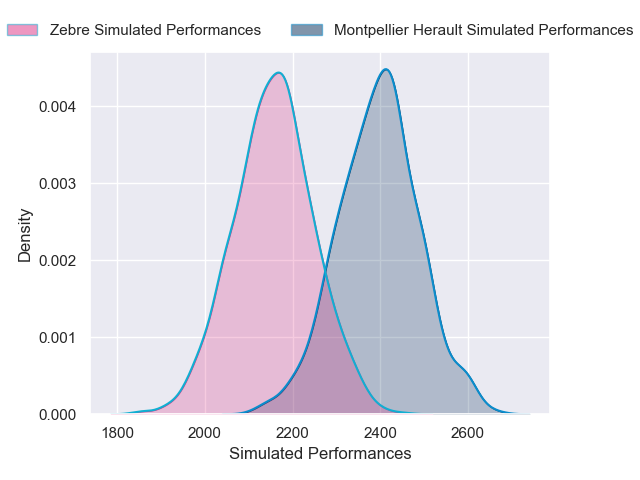 Zebre Simulated Performances
Montpellier Herault Simulated Performances
0.004
0.003
0.002
0.001
0.000
Density
1800
2000
2200
2400
2600
Simulated Performances